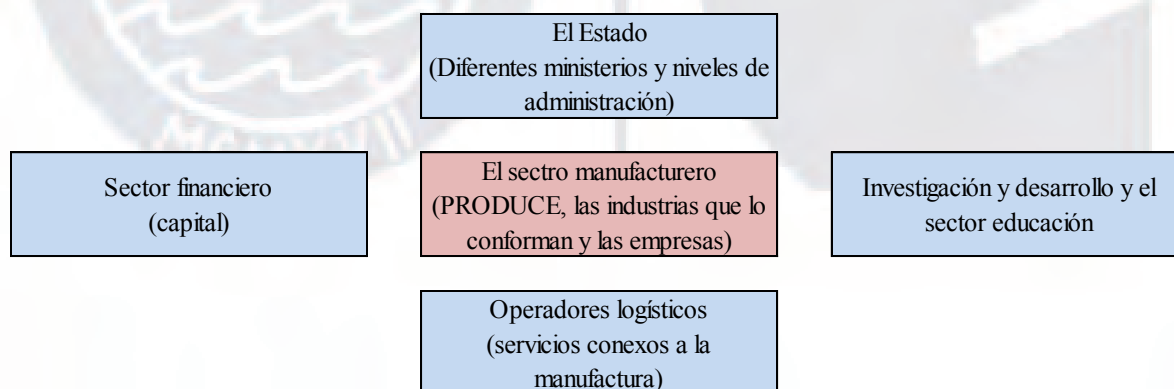 El Estado
(Diferentes ministerios y niveles de
administración)
Sector financiero
(capital)
El sectro manufacturero
(PRODUCE, las industrias que lo
conforman y las empresas)
Investigación y desarrollo y el
sector educación
Operadores logísticos
(servicios conexos a la
manufactura)